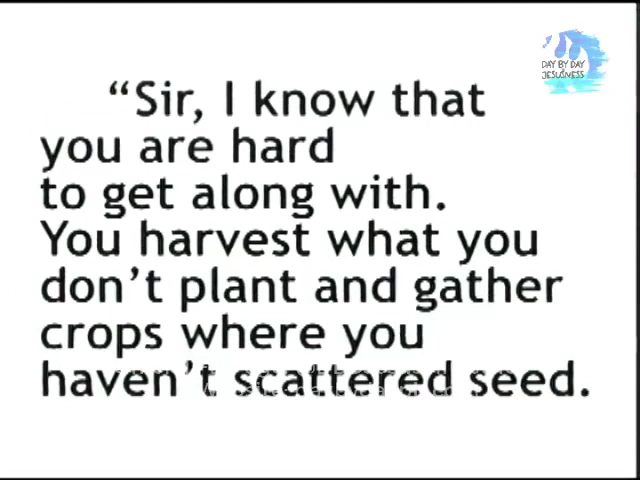 DAY BY DAY
JESUSNESS
“Sir, I know that
you are hard
to get along with.
You harvest what you
don’t plant and gather
crops where you
haven’t scattered seed.